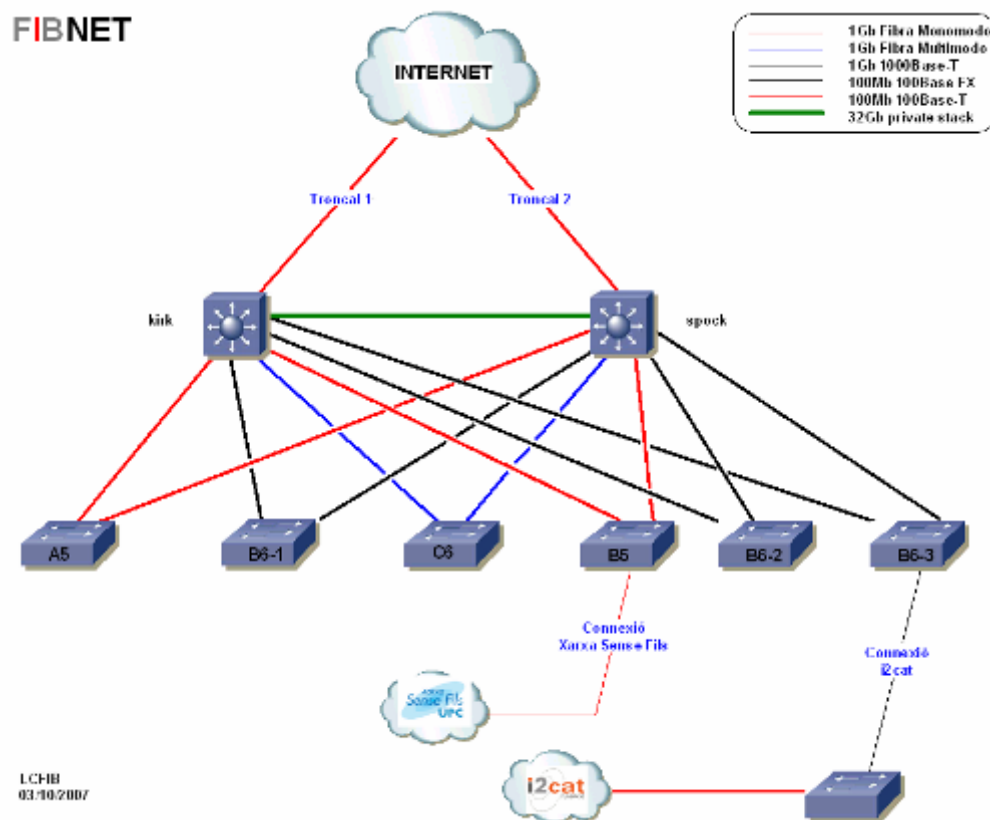 FIBNET
INTERNET
1Gb Fibra Monomodo
1Gb Fibra Multimodo
1Gb 1000Base-T
100Mb 100Base FX
100Mb 100Base-T
32Gb private stack
Troncal 1
Troncal 2
kirk
spock
A5
B6-1
C6
B5
B6-2
B6-3
Connexió
Xarxa Sense Fils
Connexió
i2cat
Sense Fils
UPC
i2cat
LCFIB
03/10/2007